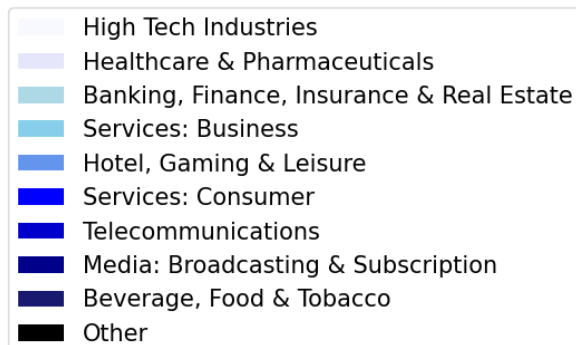 High Tech Industries
Healthcare & Pharmaceuticals
Banking, Finance, Insurance & Real Estate
Services: Business
Hotel, Gaming & Leisure
Services: Consumer
Telecommunications
Media: Broadcasting & Subscription
Beverage, Food & Tobacco
Other